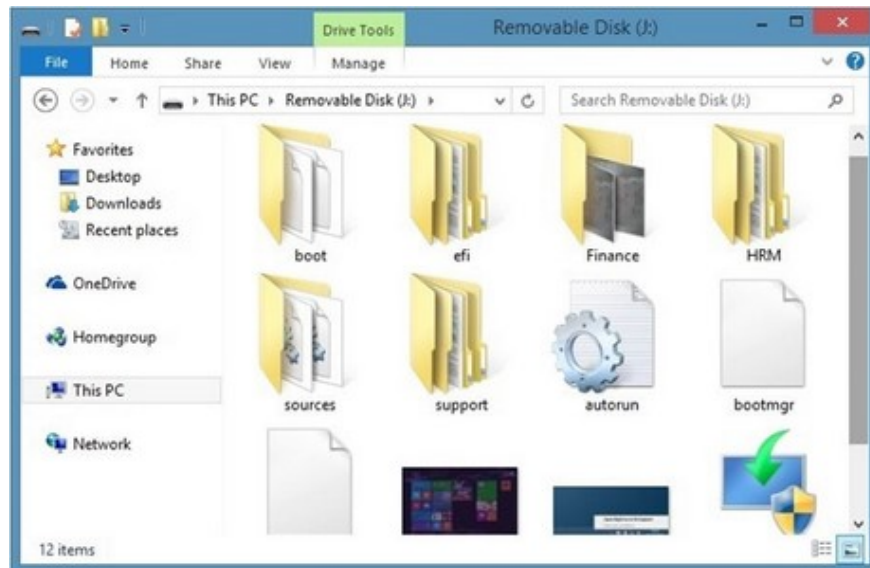 Drive Tools
Removable Disk (J:)
File Home Share View Manage
This PC Removable Disk (J:)
Search Removable Disk (J:)
Favorites
Desktop
Downloads
Recent places
OneDrive
Homegroup
This PC
Network
boot efi Finance HRM
sources support autorun bootmgr
12 items